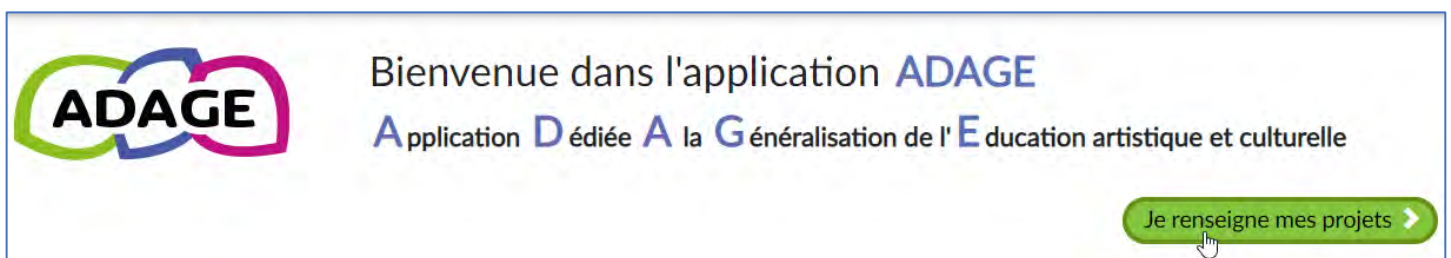 ADAGE
Bienvenue dans l'application ADAGE
Application Dédiée A la Généralisation de l'Education artistique et culturelle
Je renseigne mes projets